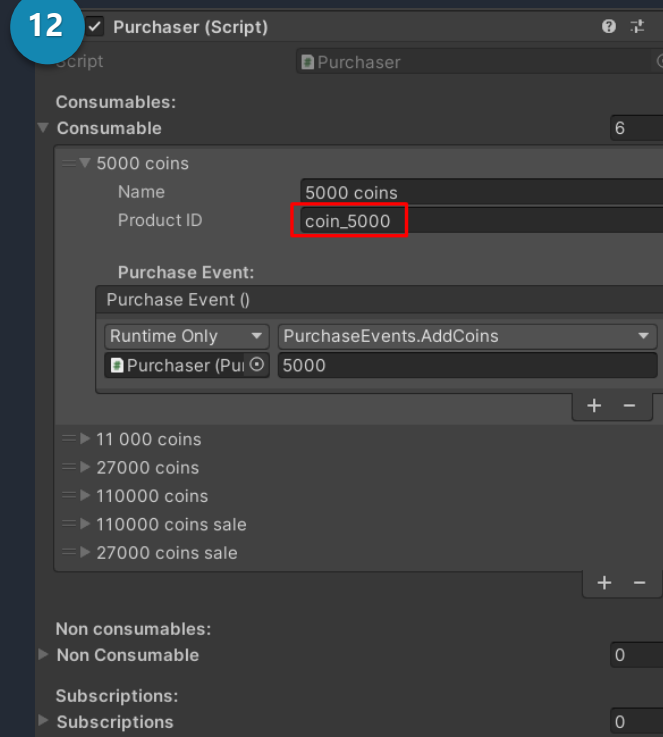 12
Purchaser (Script)
Script
Purchaser
Consumables:
Consumable 6
5000 coins
Name 5000 coins
Product ID coin_5000
Purchase Event:
Purchase Event ()
Runtime Only PurchaseEvents.AddCoins
Purchaser (Pur 5000
+ −
11 000 coins
27000 coins
110000 coins
110000 coins sale
27000 coins sale
+ −
Non consumables:
Non Consumable 0
Subscriptions:
Subscriptions 0